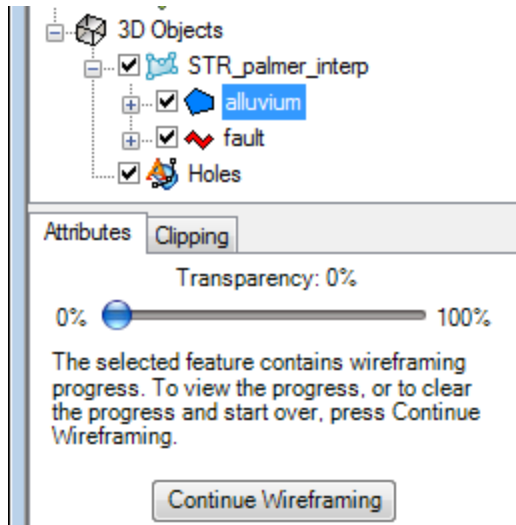 3D Objects
STR_palmer_interp
alluvium
fault
Holes
Attributes Clipping
Transparency: 0%
0% 100%
The selected feature contains wireframing
progress. To view the progress, or to clear
the progress and start over, press Continue
Wireframing.
Continue Wireframing